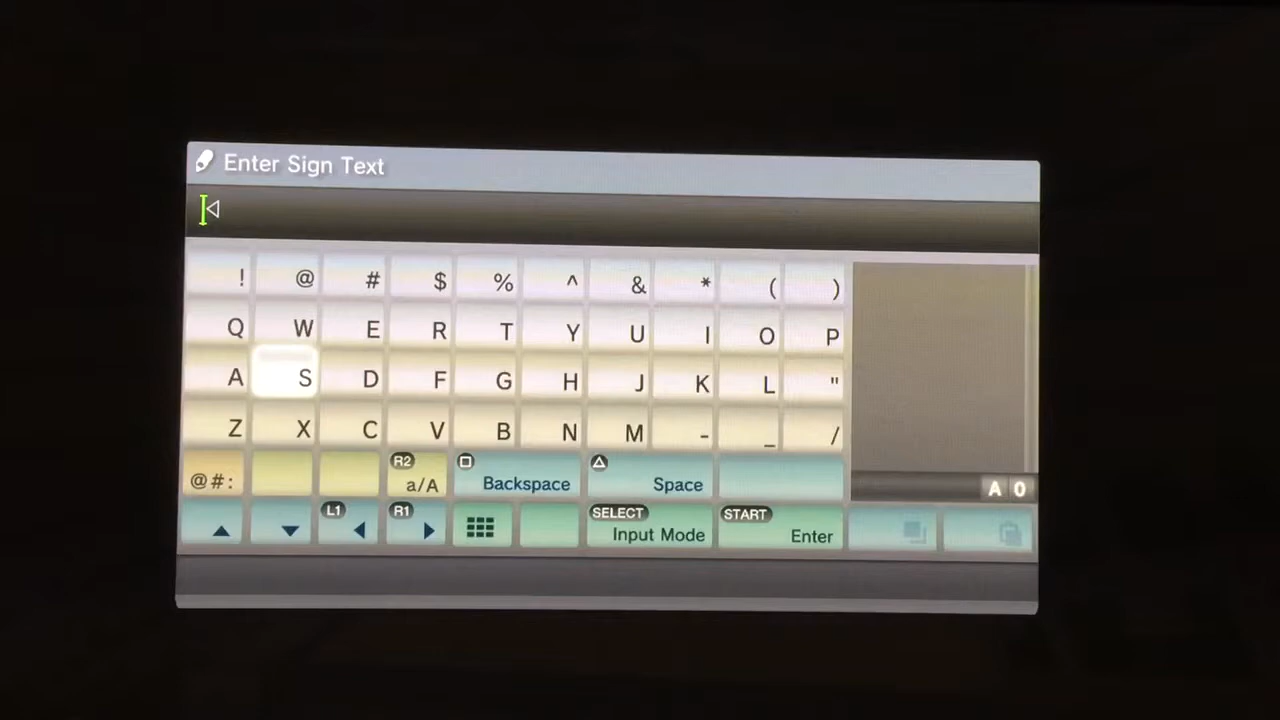 Enter Sign Text
! @ # $ % ^ & * ( )
Q W E R T Y U I O P
A S D F G H J K L "
Z X C V B N M - _ /
@#: R2 a/A Backspace Space
A 0
L1 R1 SELECT Input Mode START Enter